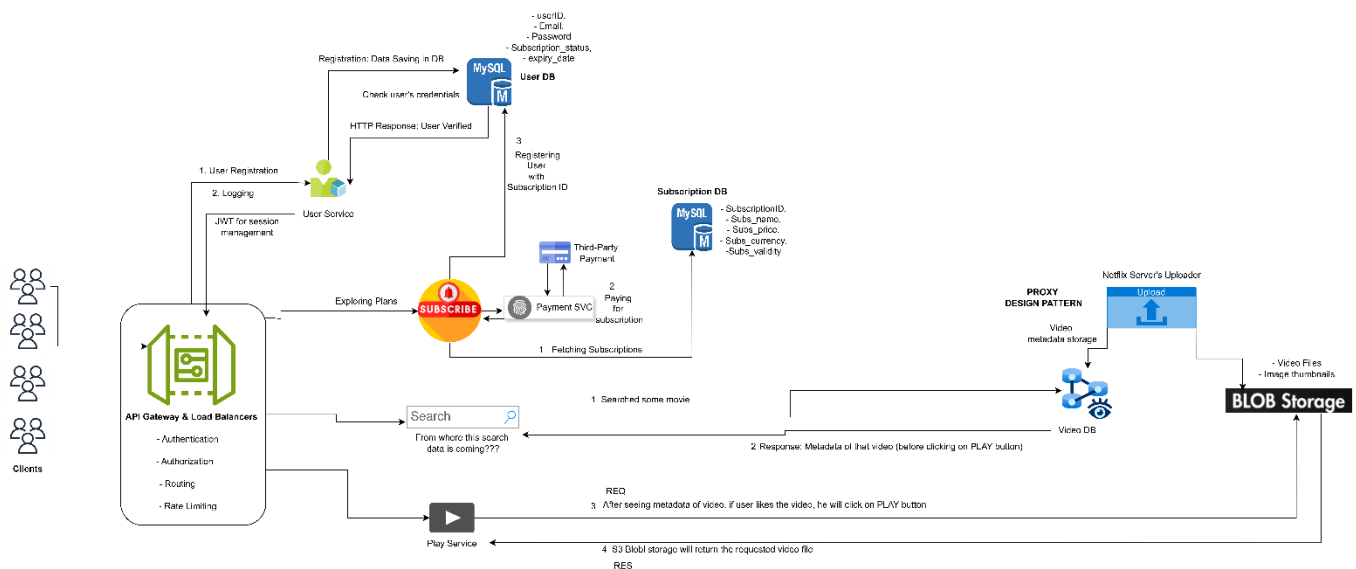 - userID,
- Email,
- Password
- Subscription_status,
- expiry_date
MySQL
M
User DB
Registration: Data Saving in DB
Check user's credentials
HTTP Response: User Verified
3
Registering
User
with
Subscription ID
1. User Registration
2. Logging
User Service
JWT for session
management
Subscription DB
MySQL
M
- SubscriptionID,
- Subs_name,
- Subs_price,
- Subs_currency,
-Subs_validity
Third-Party
Payment
Payment SVC
2
Paying
for
subscription
Exploring Plans
SUBSCRIBE
1 Fetching Subscriptions
Netflix Server's Uploader
Upload
PROXY
DESIGN PATTERN
Video
metadata storage
- Video Files
- Image thumbnails
BLOB Storage
Video DB
1 Searched some movie
2 Response: Metadata of that video (before clicking on PLAY button)
Search
From where this search
data is coming???
API Gateway & Load Balancers
- Authentication
- Authorization
- Routing
- Rate Limiting
Clients
REQ
3 After seeing metadata of video, if user likes the video, he will click on PLAY button
Play Service
4 S3 Blobl storage will return the requested video file
RES